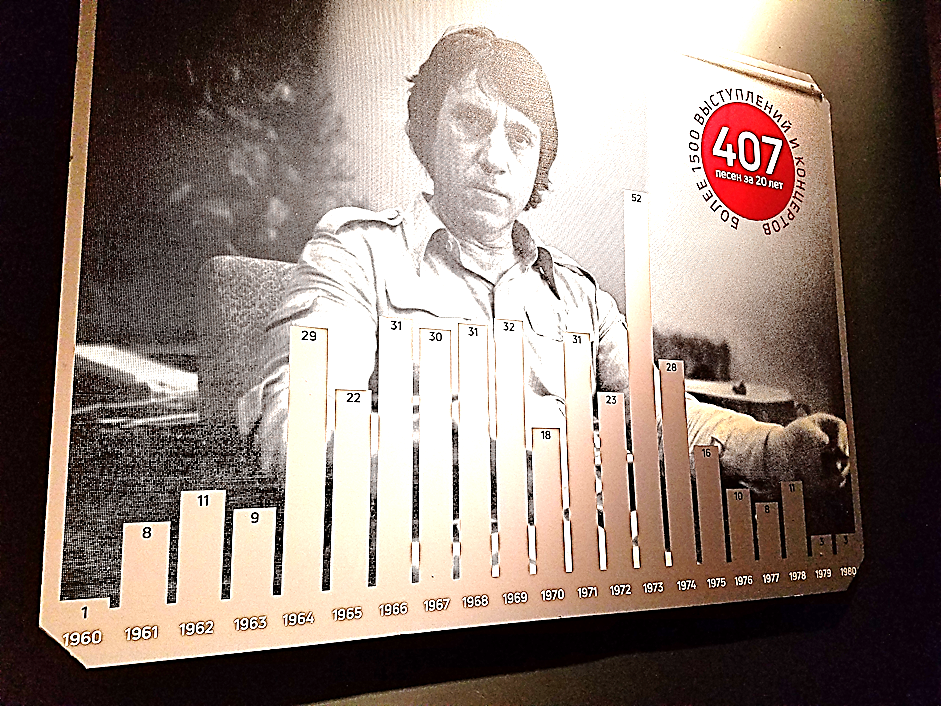 БОЛЕЕ 1500 ВЫСТУПЛЕНИЙ И КОНЦЕРТОВ
407
песен за 20 лет
1 8 11 9 29 22 31 30 31 32 18 31 23 52 28 16 10 8 11 3 3
1960 1961 1962 1963 1964 1965 1966 1967 1968 1969 1970 1971 1972 1973 1974 1975 1976 1977 1978 1979 1980